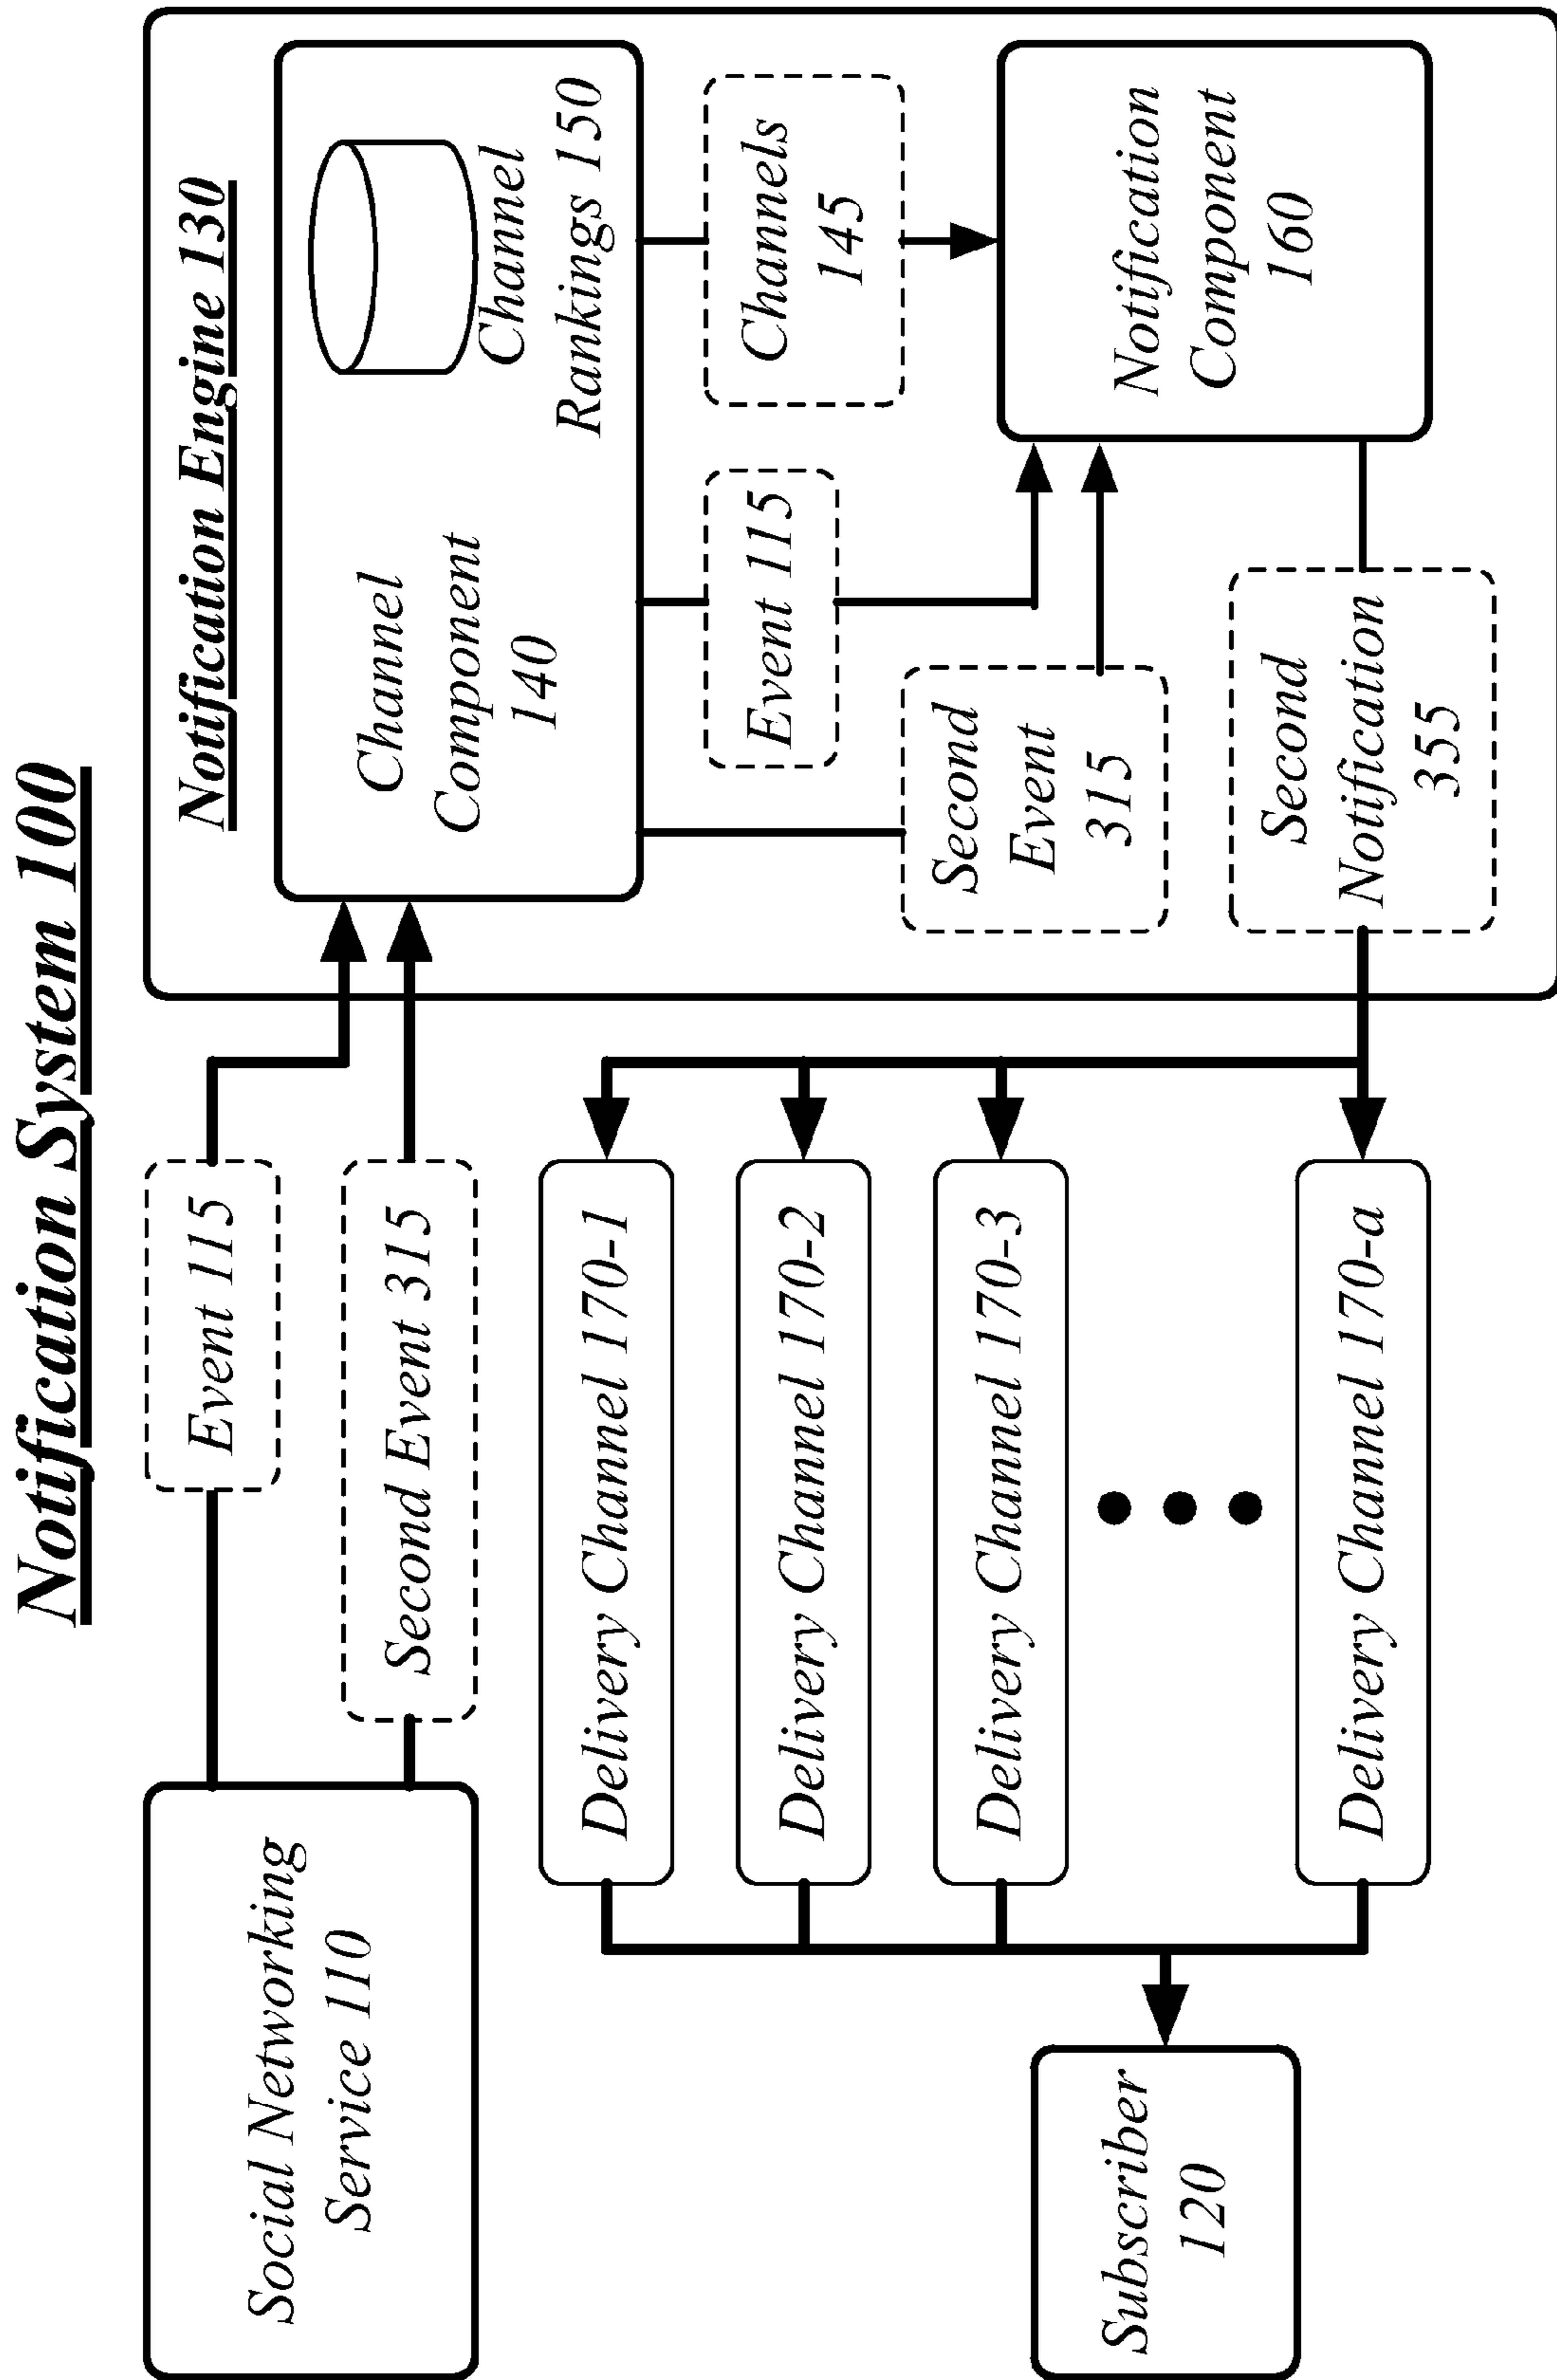 Notification System 100
Social Networking
Service 110
Event 115
Second Event 315
Notification Engine 130
Channel
Component
140
Channel
Rankings 150
Event 115
Channels
145
Second
Event
315
Notification
Component
160
Second
Notification
355
Delivery Channel 170-1
Delivery Channel 170-2
Delivery Channel 170-3
Delivery Channel 170-a
Subscriber
120